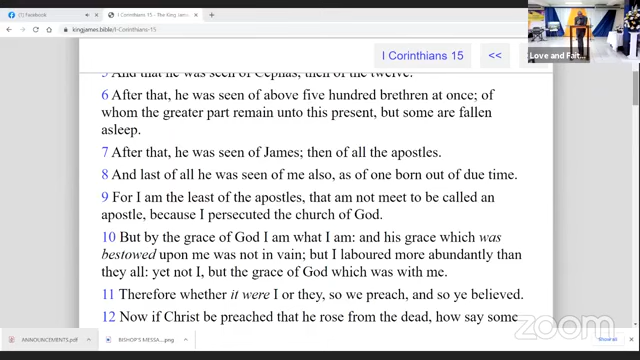 (1) Facebook
I Corinthians 15 - The King Jam
kingjames.bible/I-Corinthians-15
Love and Fait...
I Corinthians 15
<<
5 And that he was seen of Cephas, then of the twelve:
6 After that, he was seen of above five hundred brethren at once; of
whom the greater part remain unto this present, but some are fallen
asleep.
7 After that, he was seen of James; then of all the apostles.
8 And last of all he was seen of me also, as of one born out of due time.
9 For I am the least of the apostles, that am not meet to be called an
apostle, because I persecuted the church of God.
10 But by the grace of God I am what I am: and his grace which was
bestowed upon me was not in vain; but I laboured more abundantly than
they all: yet not I, but the grace of God which was with me.
11 Therefore whether it were I or they, so we preach, and so ye believed.
12 Now if Christ be preached that he rose from the dead, how say some
zoom
ANNOUNCEMENTS.pdf
BISHOP'S MESSA....png
Show all